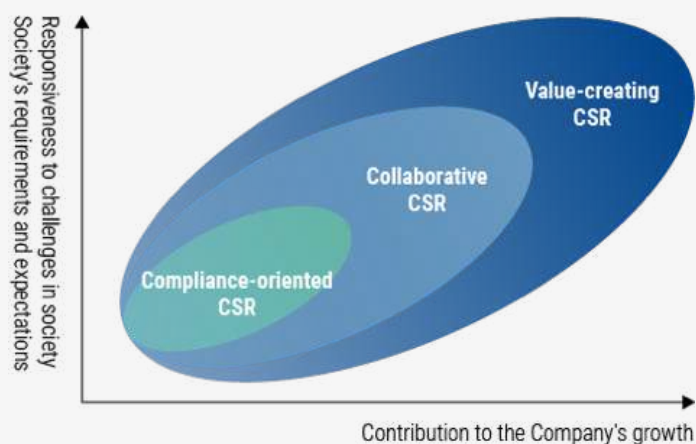 Responsiveness to challenges in society
Society's requirements and expectations
Value-creating
CSR
Collaborative
CSR
Compliance-oriented
CSR
Contribution to the Company's growth